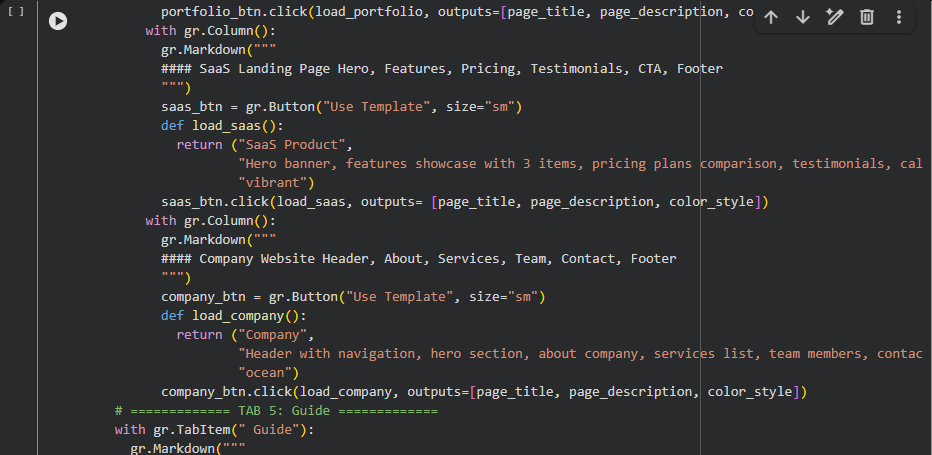 [ ]
portfolio_btn.click(load_portfolio, outputs=[page_title, page_description, co
with gr.Column():
gr.Markdown("""
#### SaaS Landing Page Hero, Features, Pricing, Testimonials, CTA, Footer
""")
saas_btn = gr.Button("Use Template", size="sm")
def load_saas():
return ("SaaS Product",
"Hero banner, features showcase with 3 items, pricing plans comparison, testimonials, cal
"vibrant")
saas_btn.click(load_saas, outputs= [page_title, page_description, color_style])
with gr.Column():
gr.Markdown("""
#### Company Website Header, About, Services, Team, Contact, Footer
""")
company_btn = gr.Button("Use Template", size="sm")
def load_company():
return ("Company",
"Header with navigation, hero section, about company, services list, team members, contac
"ocean")
company_btn.click(load_company, outputs=[page_title, page_description, color_style])
# ============= TAB 5: Guide =============
with gr.TabItem(" Guide"):
gr.Markdown("""